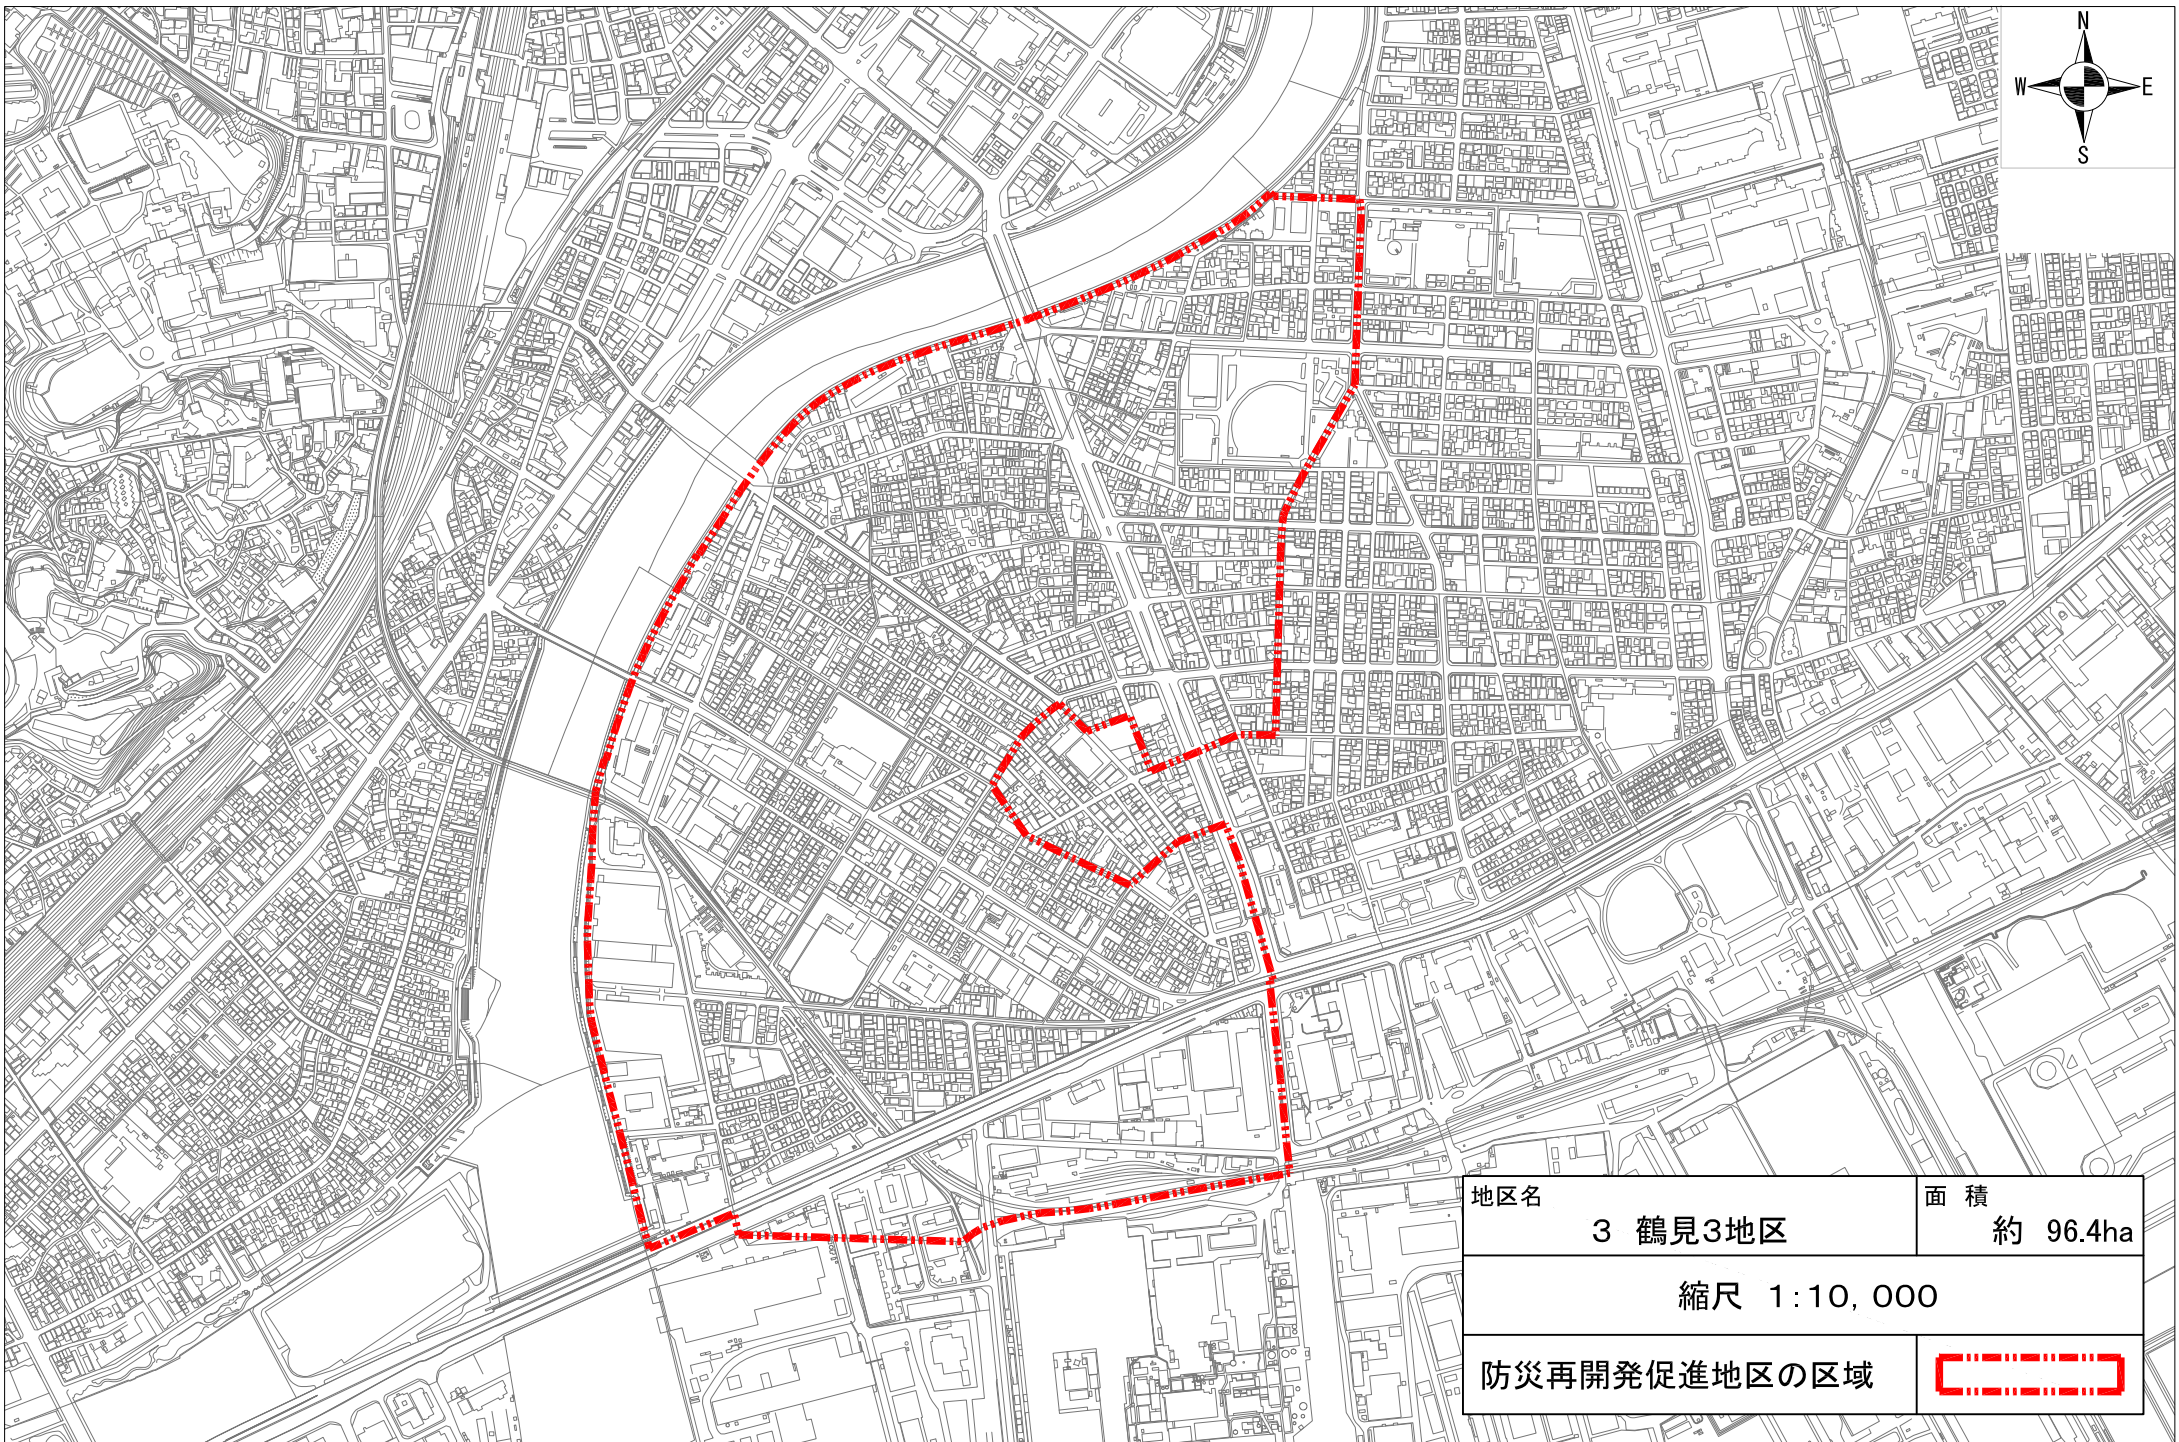 N
W E
S
地区名
3 鶴見3地区
面 積
約 96.4ha
縮尺 1:10,000
防災再開発促進地区の区域